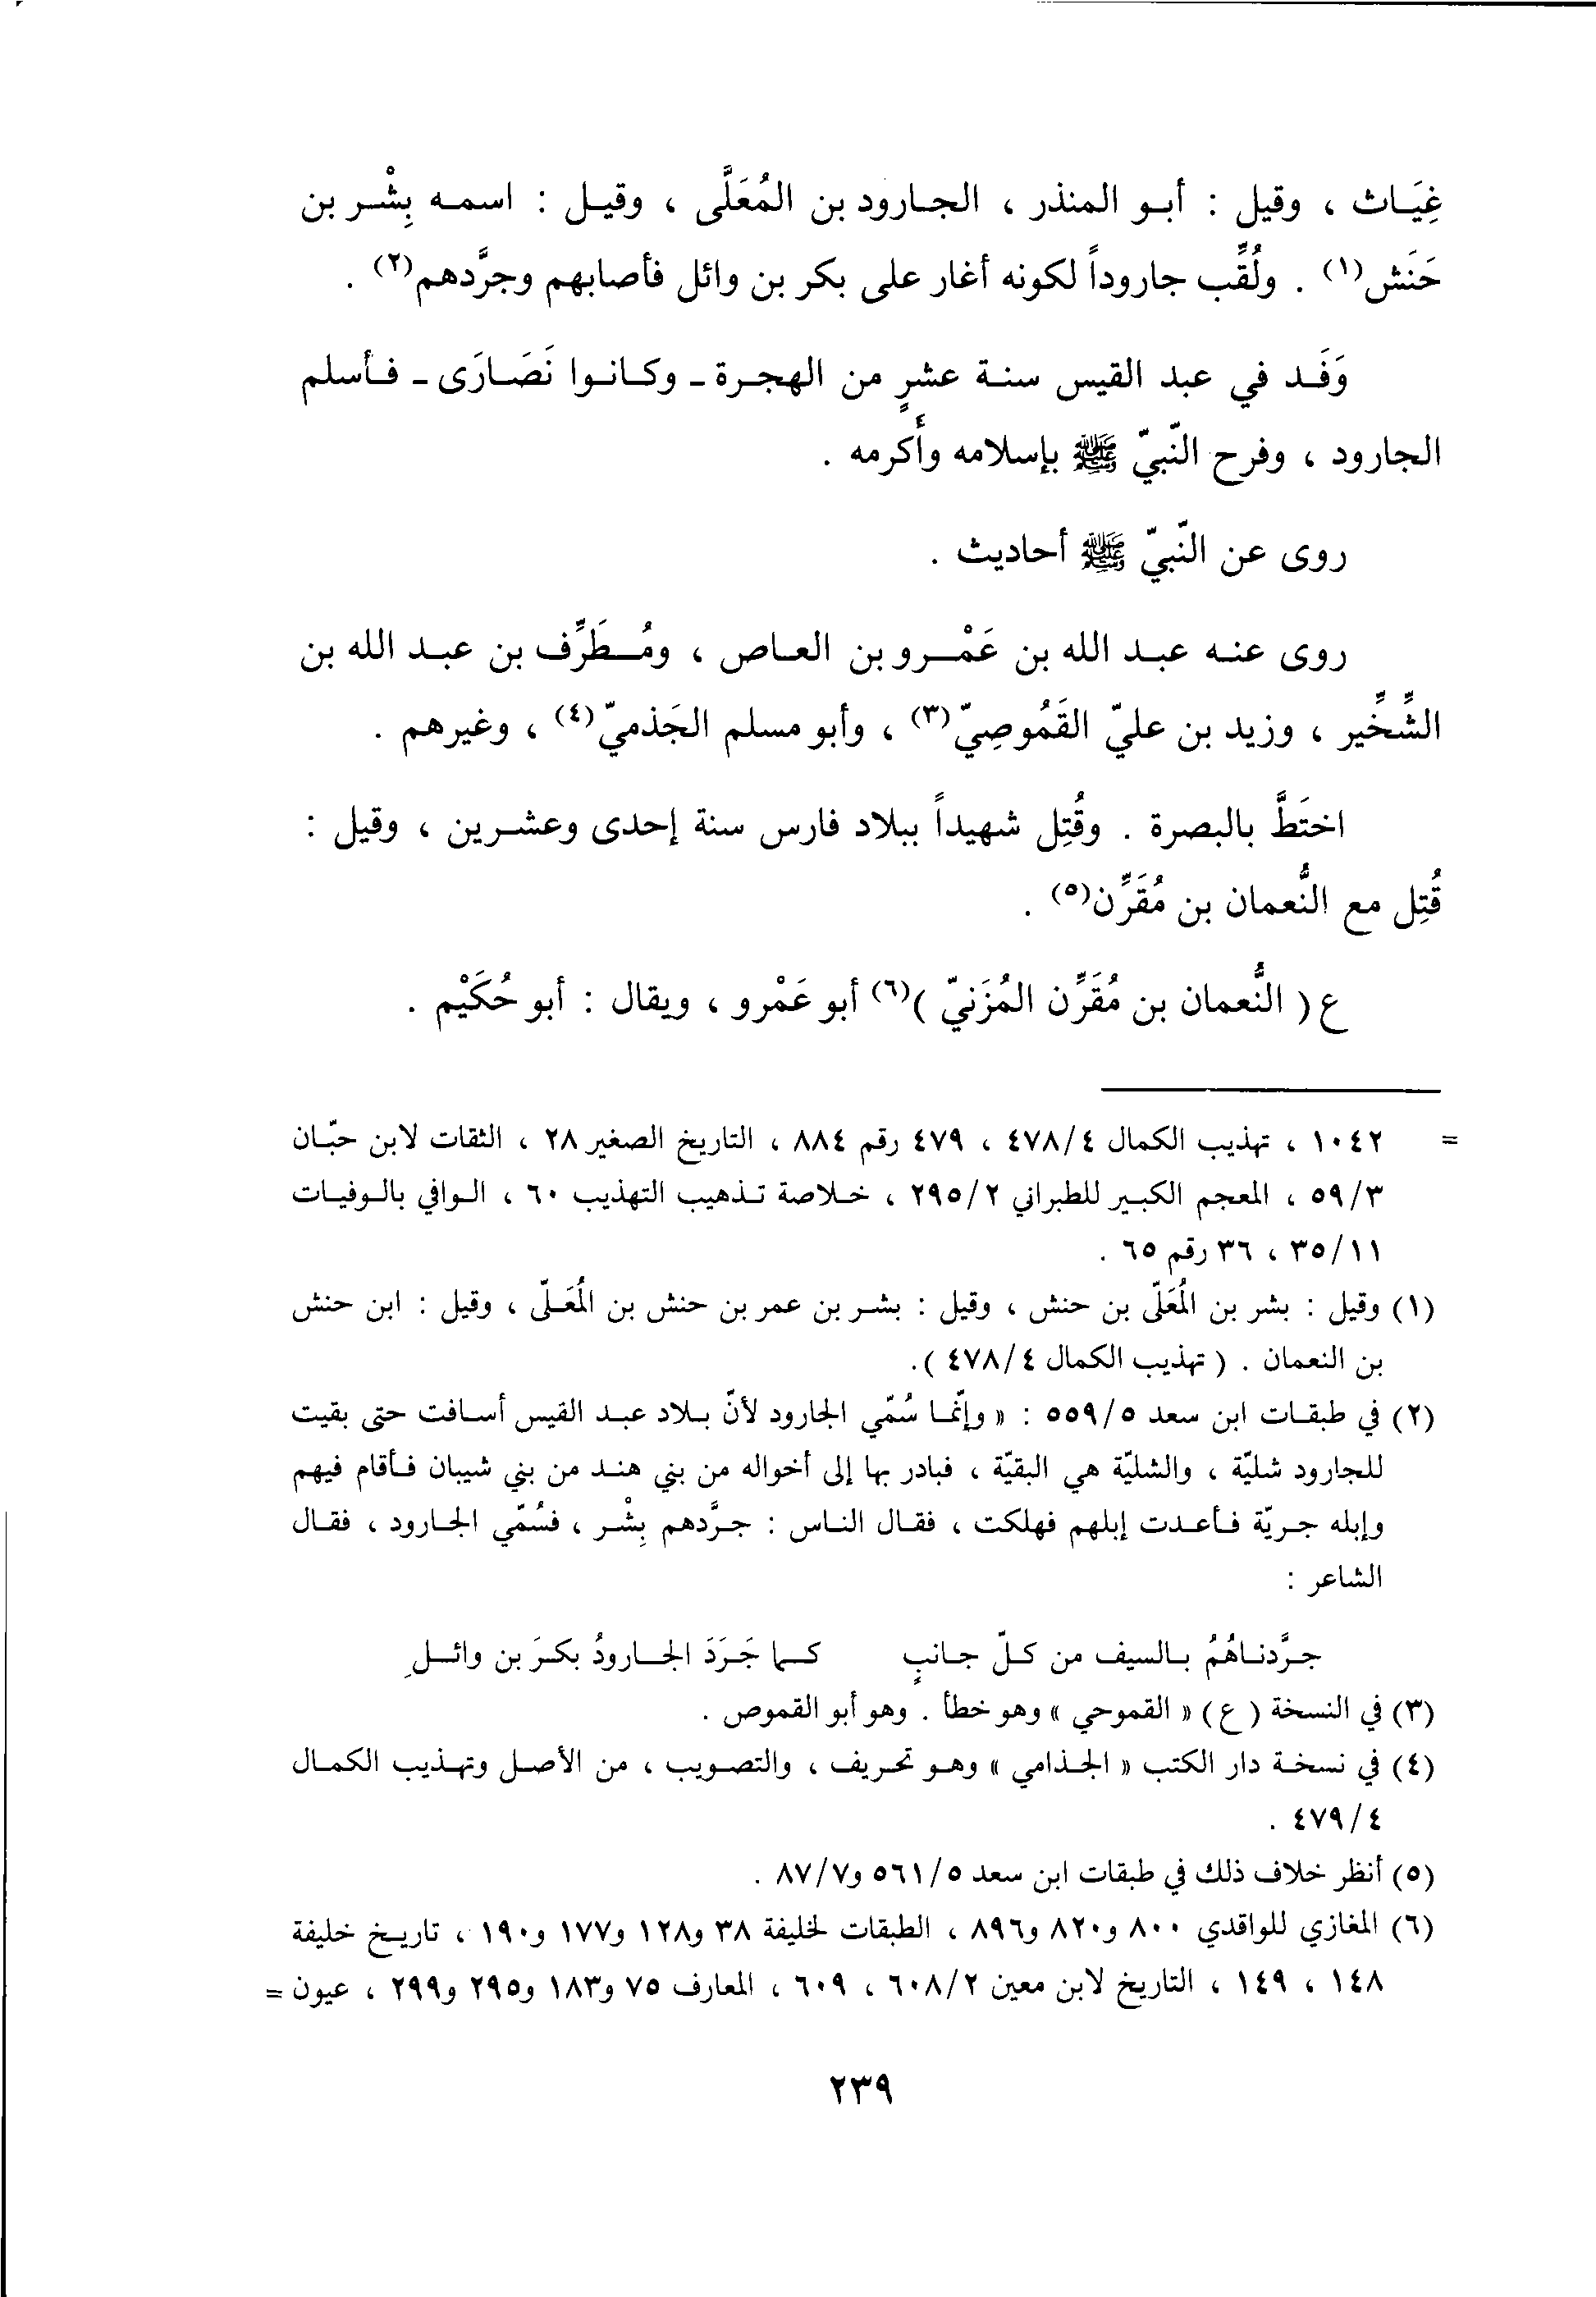 غِيَاث ، وقيل : أبو المنذر ، الجارود بن المُعَلَّى ، وقيل : اسمه بِشْر بن
حَنَش(١) . ولُقِّب جاروداً لكونه أغار على بكر بن وائل فأصابهم وجرَّدهم(٢) .
وَفَد في عبد القيس سنة عشرٍ من الهجرة - وكانوا نَصَارَى - فأسلم
الجارود ، وفرح النّبيّ ﷺ بإسلامه وأكرمه .
روى عن النّبيّ ﷺ أحاديث .
روى عنه عبد الله بن عَمْرو بن العاص ، ومُطَرِّف بن عبد الله بن
الشِّخِّير ، وزيد بن عليّ القَمُوصِيّ(٣) ، وأبو مسلم الجَذميّ(٤) ، وغيرهم .
اختَطَّ بالبصرة . وقُتِل شهيداً ببلاد فارس سنة إحدى وعشرين ، وقيل :
قُتِل مع النُّعمان بن مُقَرِّن(٥) .
ع ( النُّعمان بن مُقَرِّن المُزَنيّ )(٦) أبو عَمْرو ، ويقال : أبو حُكَيْم .
= ١٠٤٢ ، تهذيب الكمال ٤٧٨/٤ ، ٤٧٩ رقم ٨٨٤ ، التاريخ الصغير ٢٨ ، الثقات لابن حبّان
٥٩/٣ ، المعجم الكبير للطبراني ٢٩٥/٢ ، خلاصة تذهيب التهذيب ٦٠ ، الوافي بالوفيات
٣٥/١١ ، ٣٦ رقم ٦٥ .
(١) وقيل : بشر بن المُعَلّى بن حنش ، وقيل : بشر بن عمر بن حنش بن المُعَلّى ، وقيل : ابن حنش
بن النعمان . ( تهذيب الكمال ٤٧٨/٤ ).
(٢) في طبقات ابن سعد ٥٥٩/٥ : « وإنّما سُمّي الجارود لأنّ بلاد عبد القيس أسافت حتى بقيت
للجارود شليّة ، والشليّة هي البقيّة ، فبادر بها إلى أخواله من بني هند من بني شيبان فأقام فيهم
وإبله جريّة فأعدت إبلهم فهلكت ، فقال الناس : جرَّدهم بِشْر ، فسُمّي الجارود ، فقال
الشاعر :
جرَّدناهُمُ بالسيف من كلّ جانبٍ كما جَرَدَ الجارودُ بكرَ بن وائلِ
(٣) في النسخة (ع) « القموحي » وهو خطأ . وهو أبو القموص .
(٤) في نسخة دار الكتب « الجذامي » وهو تحريف ، والتصويب ، من الأصل وتهذيب الكمال
٤٧٩/٤ .
(٥) أنظر خلاف ذلك في طبقات ابن سعد ٥٦١/٥ و٨٧/٧ .
(٦) المغازي للواقدي ٨٠٠ و٨٢٠ و٨٩٦ ، الطبقات لخليفة ٣٨ و١٢٨ و١٧٧ و١٩٠ ، تاريخ خليفة
١٤٨ ، ١٤٩ ، التاريخ لابن معين ٦٠٨/٢ ، ٦٠٩ ، المعارف ٧٥ و١٨٣ و٢٩٥ و٢٩٩ ، عيون =
٢٣٩